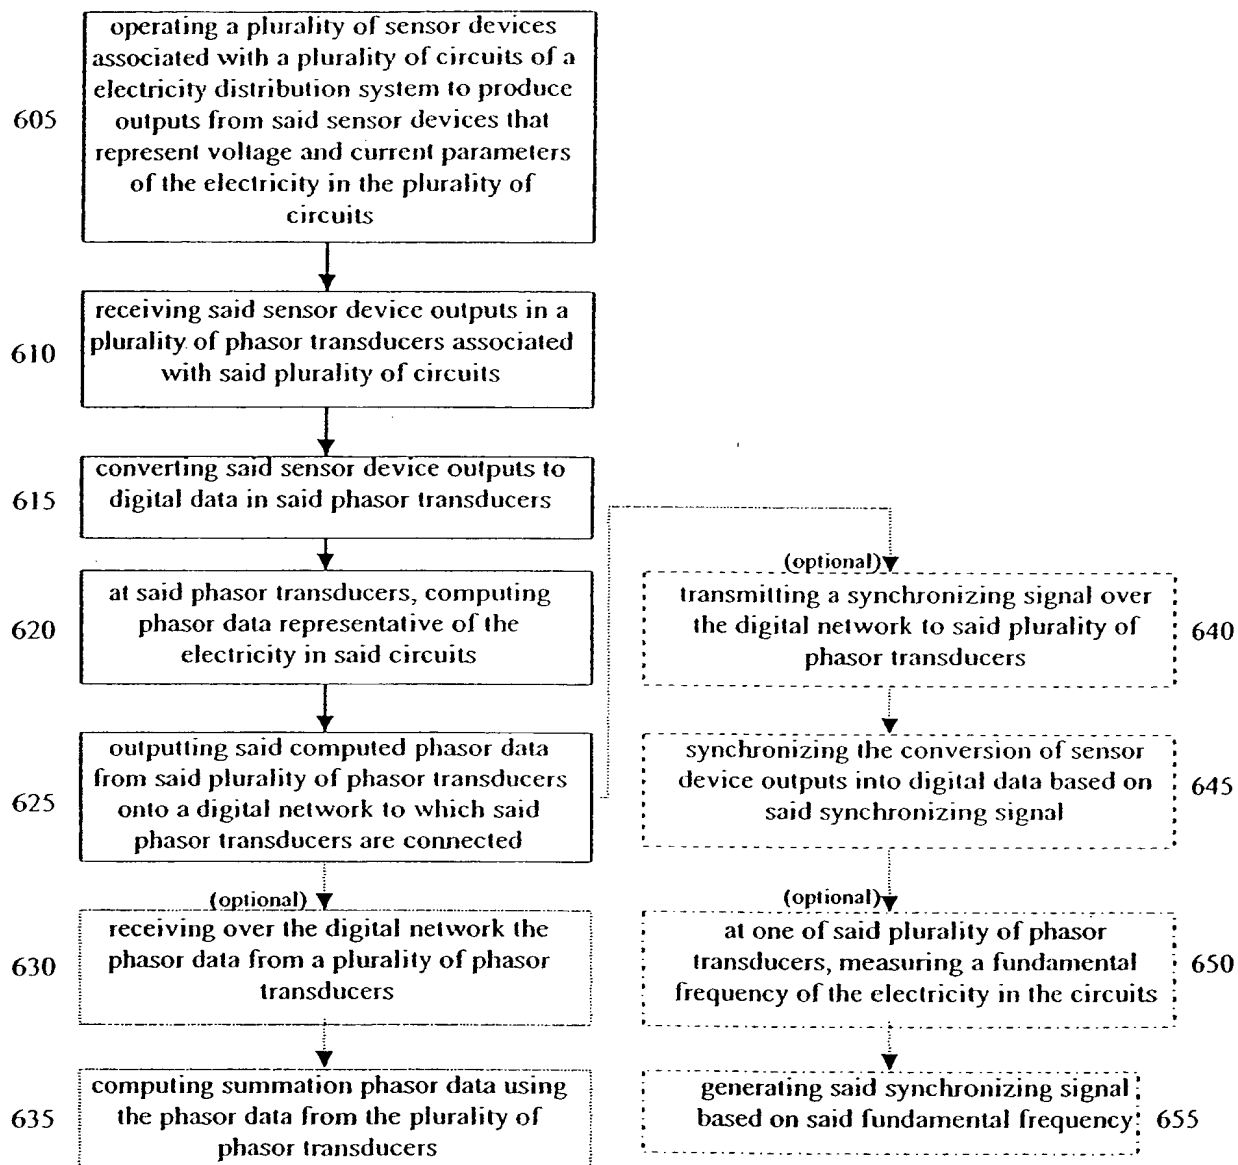 operating a plurality of sensor devices
associated with a plurality of circuits of a
electricity distribution system to produce
outputs from said sensor devices that
represent voltage and current parameters
of the electricity in the plurality of
circuits
605
receiving said sensor device outputs in a
plurality of phasor transducers associated
with said plurality of circuits
610
converting said sensor device outputs to
digital data in said phasor transducers
615
at said phasor transducers, computing
phasor data representative of the
electricity in said circuits
620
outputting said computed phasor data
from said plurality of phasor transducers
onto a digital network to which said
phasor transducers are connected
625
(optional)
receiving over the digital network the
phasor data from a plurality of phasor
transducers
630
computing summation phasor data using
the phasor data from the plurality of
phasor transducers
635
(optional)
transmitting a synchronizing signal over
the digital network to said plurality of
phasor transducers
640
synchronizing the conversion of sensor
device outputs into digital data based on
said synchronizing signal
645
(optional)
at one of said plurality of phasor
transducers, measuring a fundamental
frequency of the electricity in the circuits
650
generating said synchronizing signal
based on said fundamental frequency
655